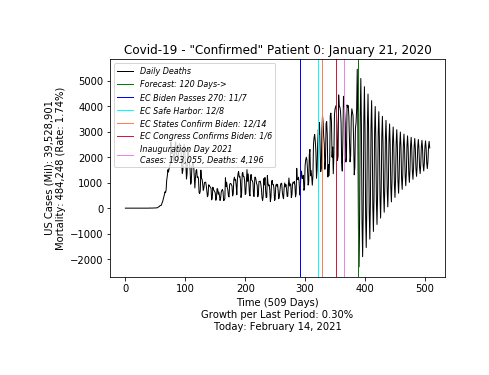 Covid-19 - "Confirmed" Patient 0: January 21, 2020
Daily Deaths
Forecast: 120 Days->
EC Biden Passes 270: 11/7
EC Safe Harbor: 12/8
EC States Confirm Biden: 12/14
EC Congress Confirms Biden: 1/6
Inauguration Day 2021
Cases: 193,055, Deaths: 4,196
US Cases (Mil): 39,528,901
Mortality: 484,248 (Rate: 1.74%)
5000
4000
3000
2000
1000
0
−1000
−2000
0 100 200 300 400 500
Time (509 Days)
Growth per Last Period: 0.30%
Today: February 14, 2021